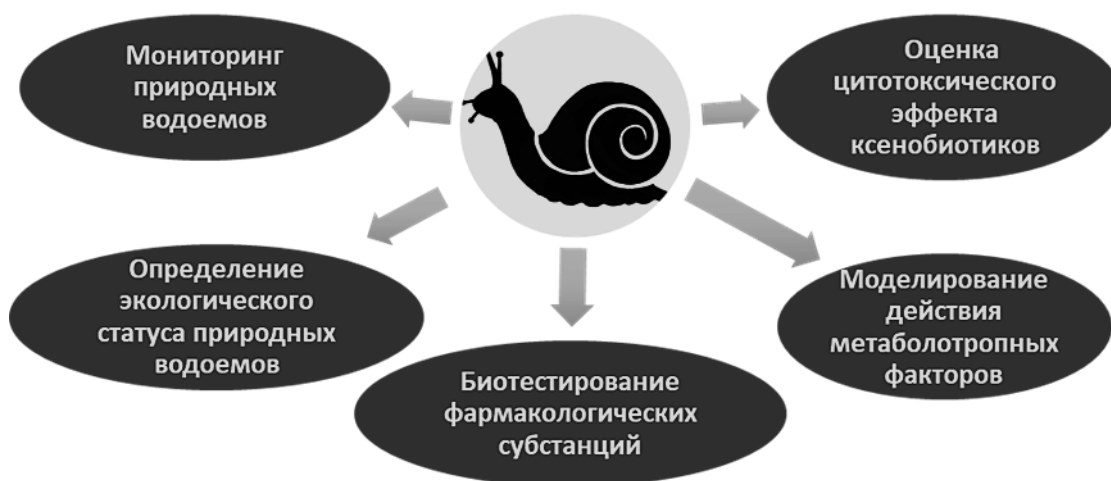 Мониторинг
природных
водоемов
Оценка
цитотоксического
эффекта
ксенобиотиков
Определение
экологического
статуса природных
водоемов
Биотестирование
фармакологических
субстанций
Моделирование
действия
метаболотропных
факторов